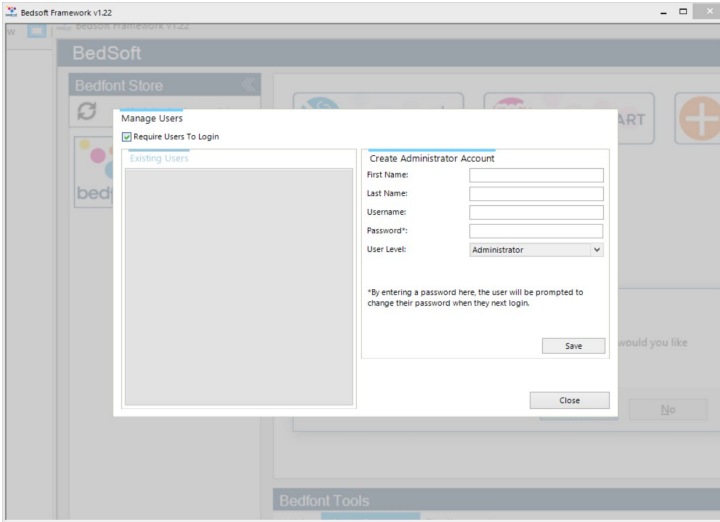 Bedsoft Framework v1.22
w
Bedsoft Framework v1.22
BedSoft
Bedfont Store
ART
bedf
Manage Users
Require Users To Login
Existing Users
Create Administrator Account
First Name:
Last Name:
Username:
Password*:
User Level:
Administrator
*By entering a password here, the user will be prompted to
change their password when they next login.
Save
Close
would you like
No
Bedfont Tools